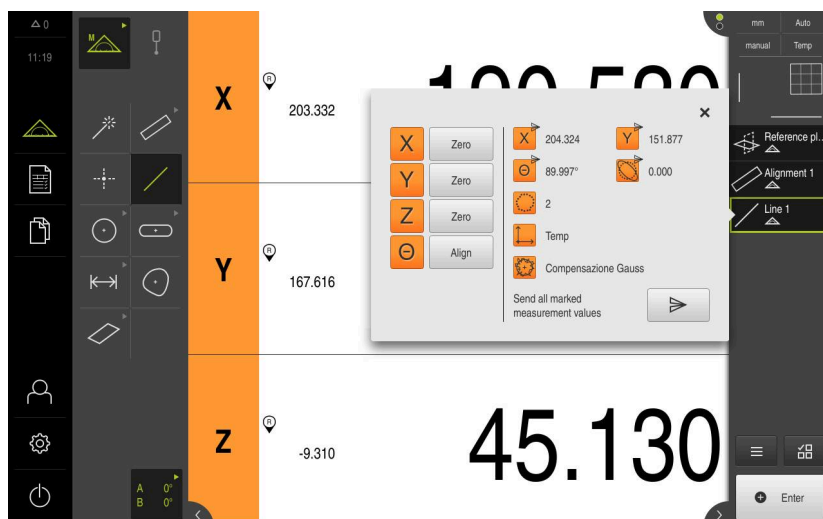 0
11:19
M
X
R
203.332
Y
R
167.616
Z
R
-9.310
45.130
A 0°
B 0°
X Zero
Y Zero
Z Zero
Θ Align
X 204.324
Y 151.877
Θ 89.997°
0.000
2
Temp
Compensazione Gauss
Send all marked
measurement values
mm Auto
manual Temp
Reference pl..
Alignment 1
Line 1
Enter